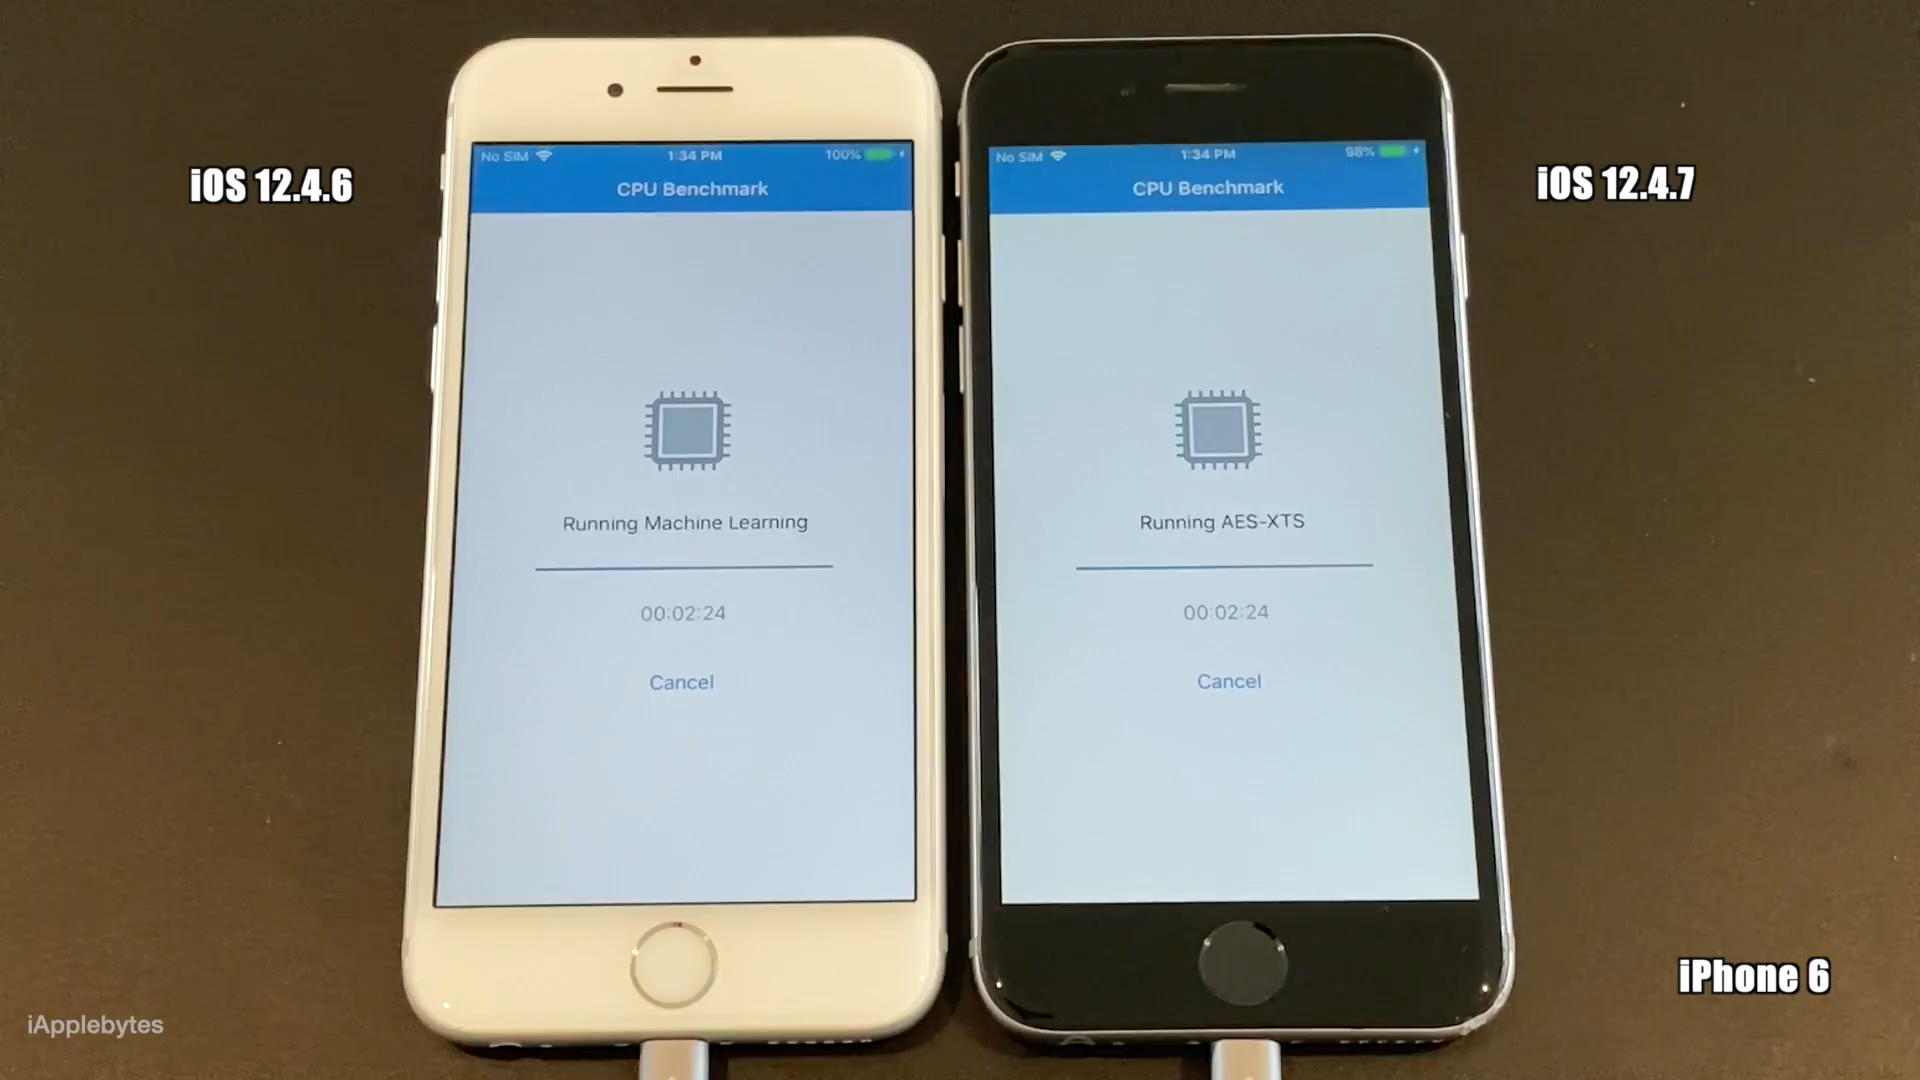 iOS 12.4.6
No SIM 1:34 PM 100%
CPU Benchmark
Running Machine Learning
00:02:24
Cancel
No SIM 1:34 PM 98%
CPU Benchmark
Running AES-XTS
00:02:24
Cancel
iOS 12.4.7
iPhone 6
iApplebytes